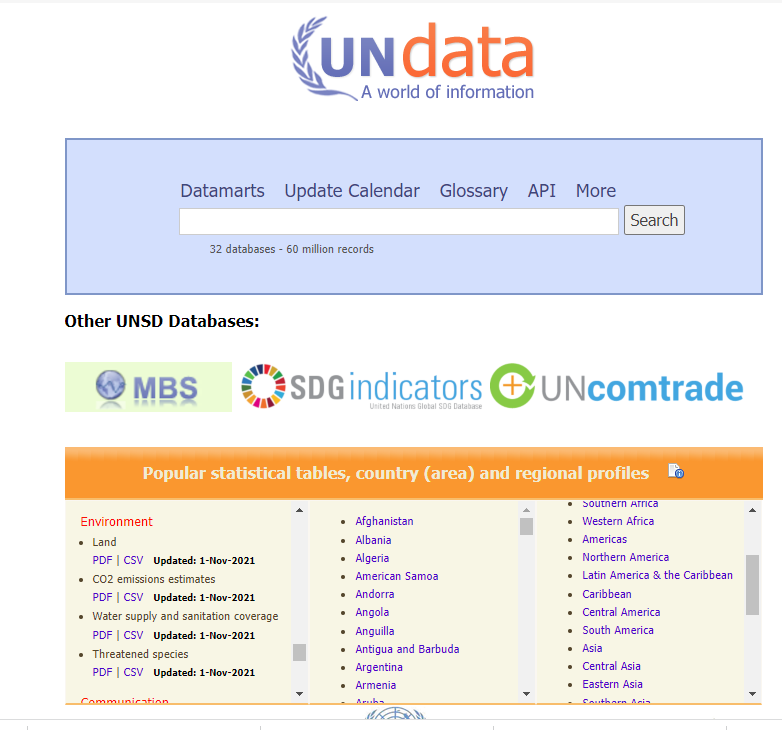 UNdata
A world of information
Datamarts Update Calendar Glossary API More
Search
32 databases - 60 million records
Other UNSD Databases:
MBS
SDG indicators
United Nations Global SDG Database
UNcomtrade
Popular statistical tables, country (area) and regional profiles
Environment
Land
PDF | CSV Updated: 1-Nov-2021
CO2 emissions estimates
PDF | CSV Updated: 1-Nov-2021
Water supply and sanitation coverage
PDF | CSV Updated: 1-Nov-2021
Threatened species
PDF | CSV Updated: 1-Nov-2021
Communication
Afghanistan
Albania
Algeria
American Samoa
Andorra
Angola
Anguilla
Antigua and Barbuda
Argentina
Armenia
Aruba
Southern Africa
Western Africa
Americas
Northern America
Latin America & the Caribbean
Caribbean
Central America
South America
Asia
Central Asia
Eastern Asia
Southern Asia